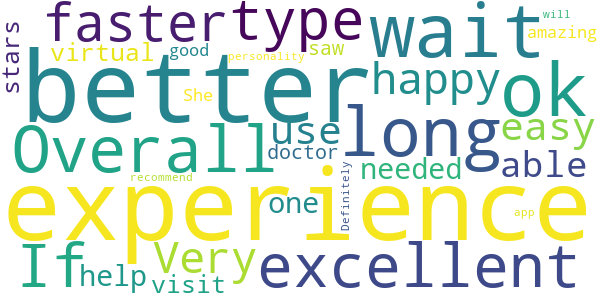 stars faster type wait will
amazing
virtual good personality saw
better happy ok
She
Overall use long easy
doctor needed able
recommend Definitely
experience one app
If Very excellent
help visit